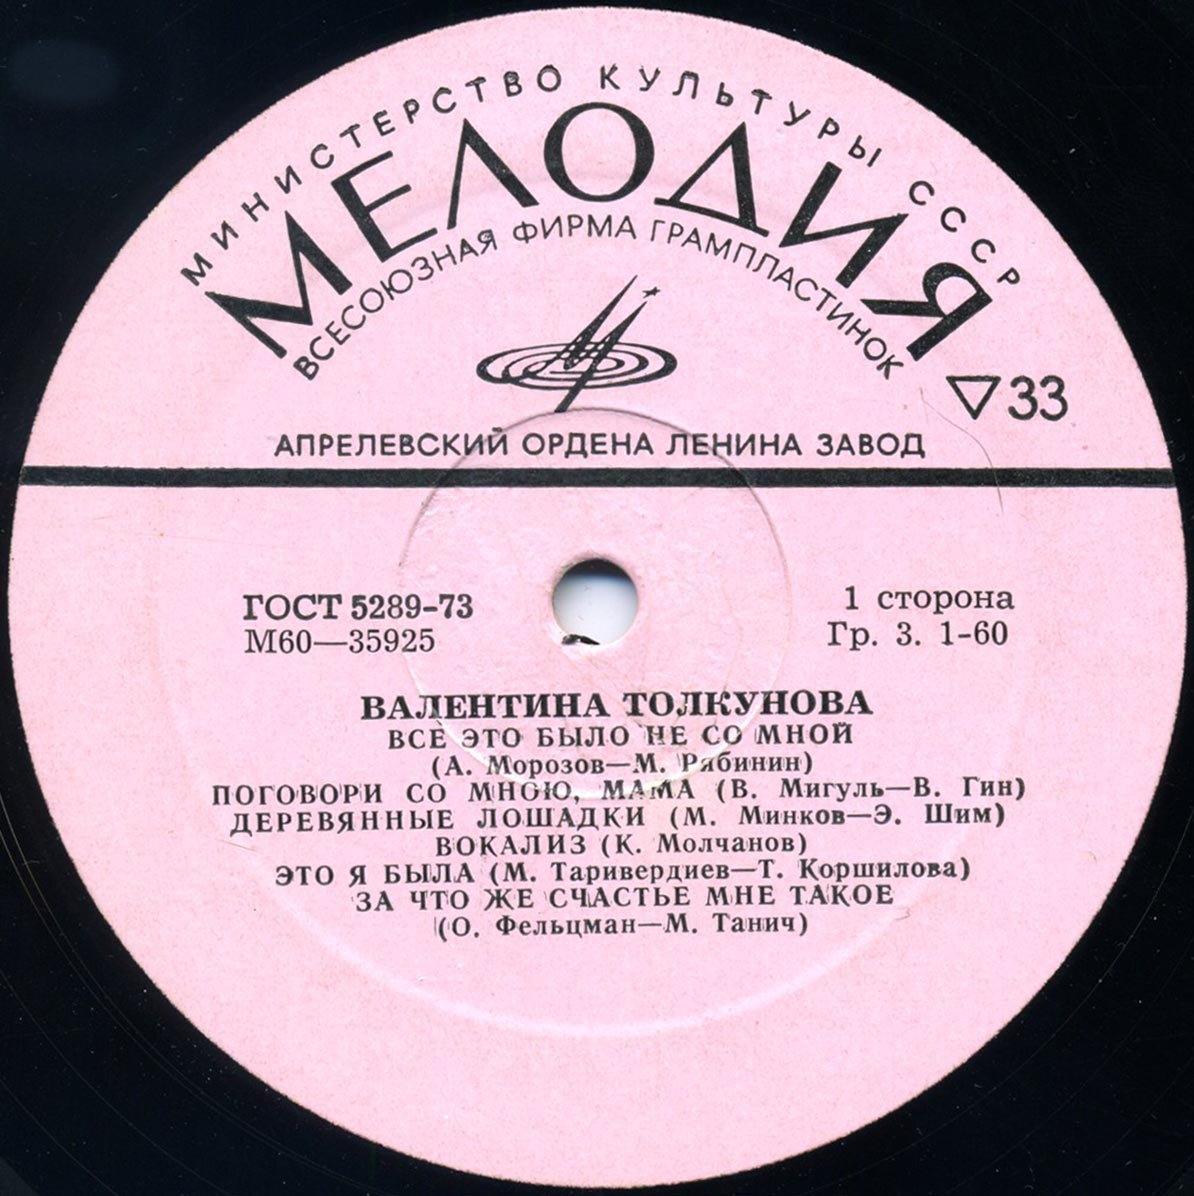 МИНИСТЕРСТВО КУЛЬТУРЫ СССР
МЕЛОДИЯ
ВСЕСОЮЗНАЯ ФИРМА ГРАМПЛАСТИНОК
▽33
АПРЕЛЕВСКИЙ ОРДЕНА ЛЕНИНА ЗАВОД
ГОСТ 5289-73
М60—35925
1 сторона
Гр. 3. 1-60
ВАЛЕНТИНА ТОЛКУНОВА
ВСЕ ЭТО БЫЛО НЕ СО МНОЙ
(А. Морозов—М. Рябинин)
ПОГОВОРИ СО МНОЮ, МАМА (В. Мигуль—В. Гин)
ДЕРЕВЯННЫЕ ЛОШАДКИ (М. Минков—Э. Шим)
ВОКАЛИЗ (К. Молчанов)
ЭТО Я БЫЛА (М. Таривердиев—Т. Коршилова)
ЗА ЧТО ЖЕ СЧАСТЬЕ МНЕ ТАКОЕ
(О. Фельцман—М. Танич)